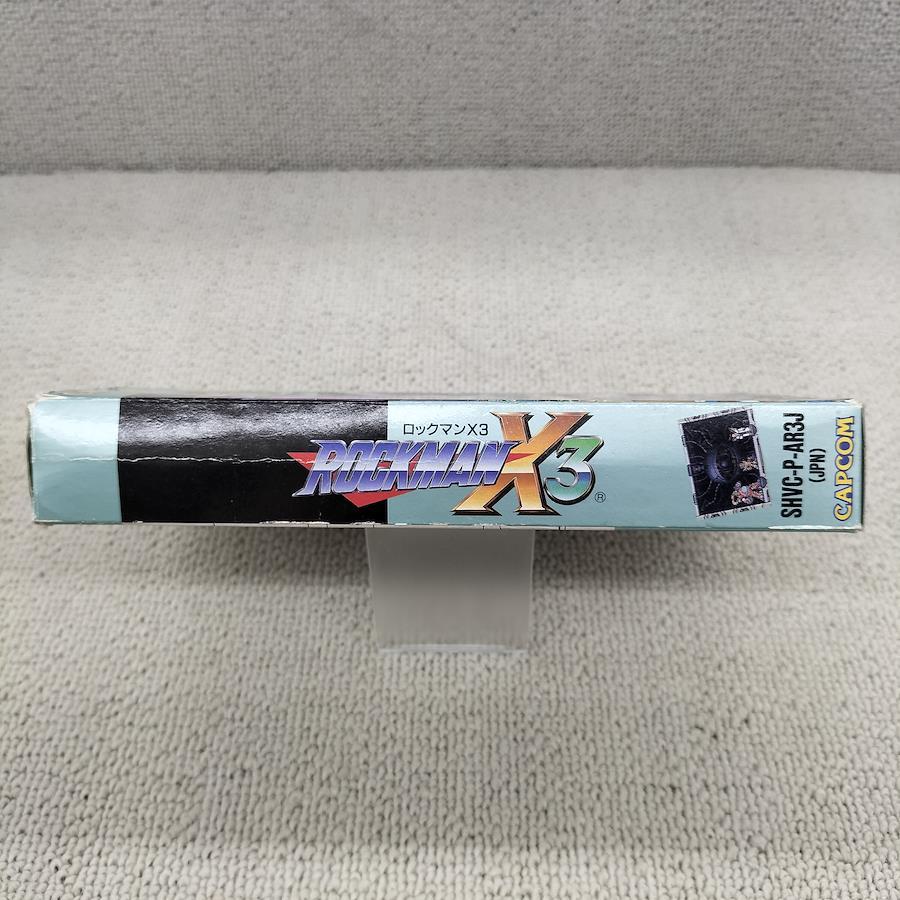 ロックマンX3
ROCKMAN X3
®
SHVC-P-AR3J
(JPN)
CAPCOM